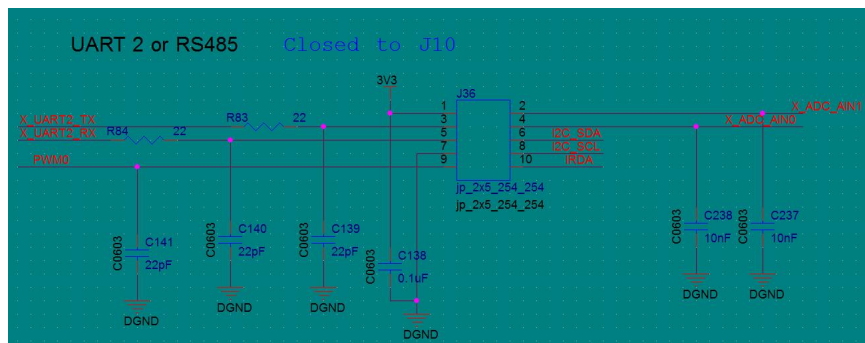 UART 2 or RS485 Closed to J10
3V3
J36
1 2 X_ADC_AIN1
X_UART2_TX R83 22 3 4 X_ADC_AIN0
X_UART2_RX R84 22 5 6 I2C_SDA
7 8 I2C_SCL
PWM0 9 10 IRDA
jp_2x5_254_254
jp_2x5_254_254
C0603 C141 22pF
C0603 C140 22pF
C0603 C139 22pF
C0603 C138 0.1uF
C0603 C238 10nF
C0603 C237 10nF
DGND
DGND
DGND
DGND
DGND
DGND